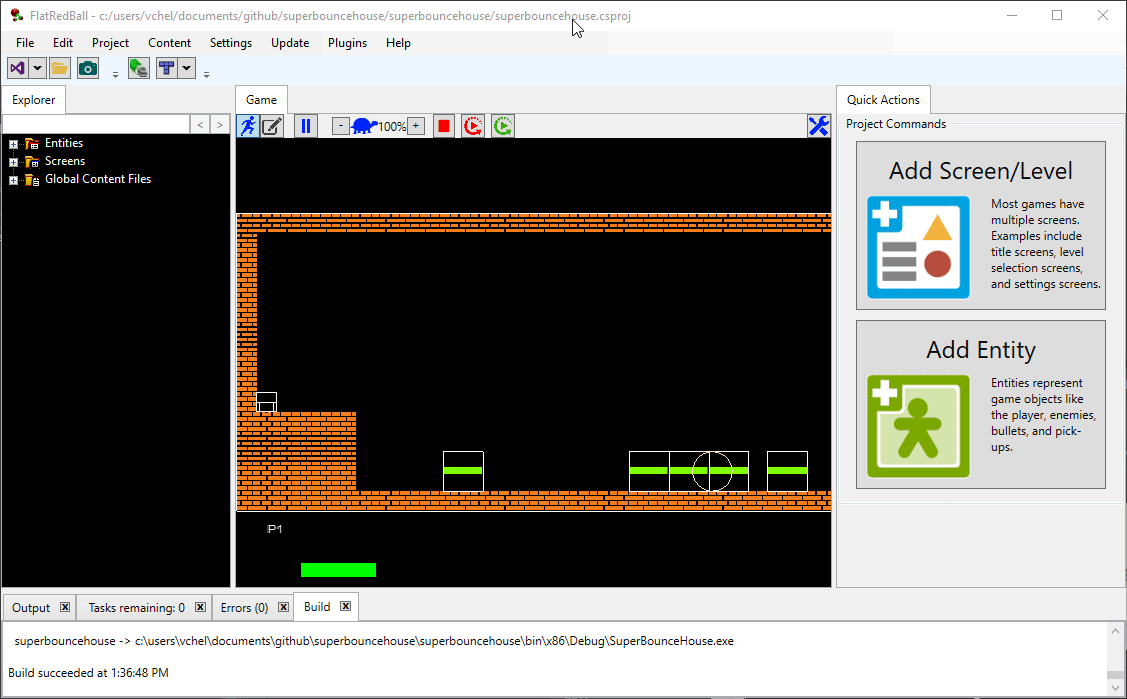 FlatRedBall - c:/users/vchel/documents/github/superbouncehouse/superbouncehouse/superbouncehouse.csproj
File Edit Project Content Settings Update Plugins Help
Explorer
Game
Quick Actions
< >
- 100% +
Project Commands
Entities
Screens
Global Content Files
P1
Add Screen/Level
Most games have
multiple screens.
Examples include
title screens, level
selection screens,
and settings screens.
Add Entity
Entities represent
game objects like
the player, enemies,
bullets, and pick-
ups.
Output Tasks remaining: 0 Errors (0) Build
superbouncehouse -> c:\users\vchel\documents\github\superbouncehouse\superbouncehouse\bin\x86\Debug\SuperBounceHouse.exe
Build succeeded at 1:36:48 PM